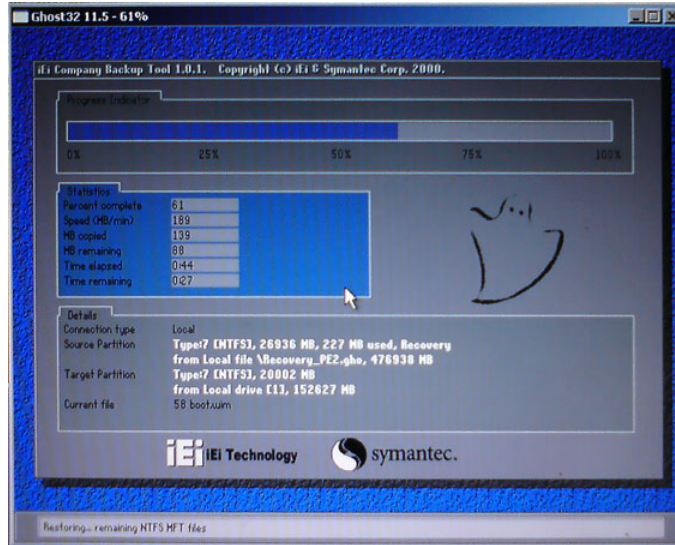 Ghost32 11.5 - 61%
iEi Company Backup Tool 1.0.1. Copyright (c) iEi & Symantec Corp. 2000.
Progress Indicator
0% 25% 50% 75% 100%
Statistics
Percent complete 61
Speed (MB/min) 189
MB copied 139
MB remaining 88
Time elapsed 0:44
Time remaining 0:27
Details
Connection type Local
Source Partition Type:7 [NTFS], 26936 MB, 227 MB used, Recovery
from Local file \Recovery_PE2.gho, 476938 MB
Target Partition Type:7 [NTFS], 20002 MB
from Local drive [1], 152627 MB
Current file 58 boot.wim
iEi iEi Technology symantec.
Restoring... remaining NTFS MFT files